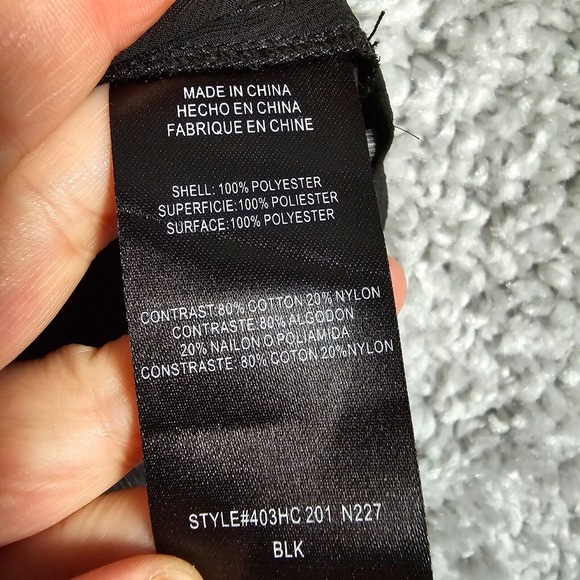 MADE IN CHINA
HECHO EN CHINA
FABRIQUE EN CHINE
SHELL: 100% POLYESTER
SUPERFICIE:100% POLIESTER
SURFACE:100% POLYESTER
CONTRAST:80% COTTON 20% NYLON
CONTRASTE:80% ALGODON
20% NAILON O POLIAMIDA
CONSTRASTE: 80% COTON 20%NYLON
STYLE#403HC 201 N227
BLK